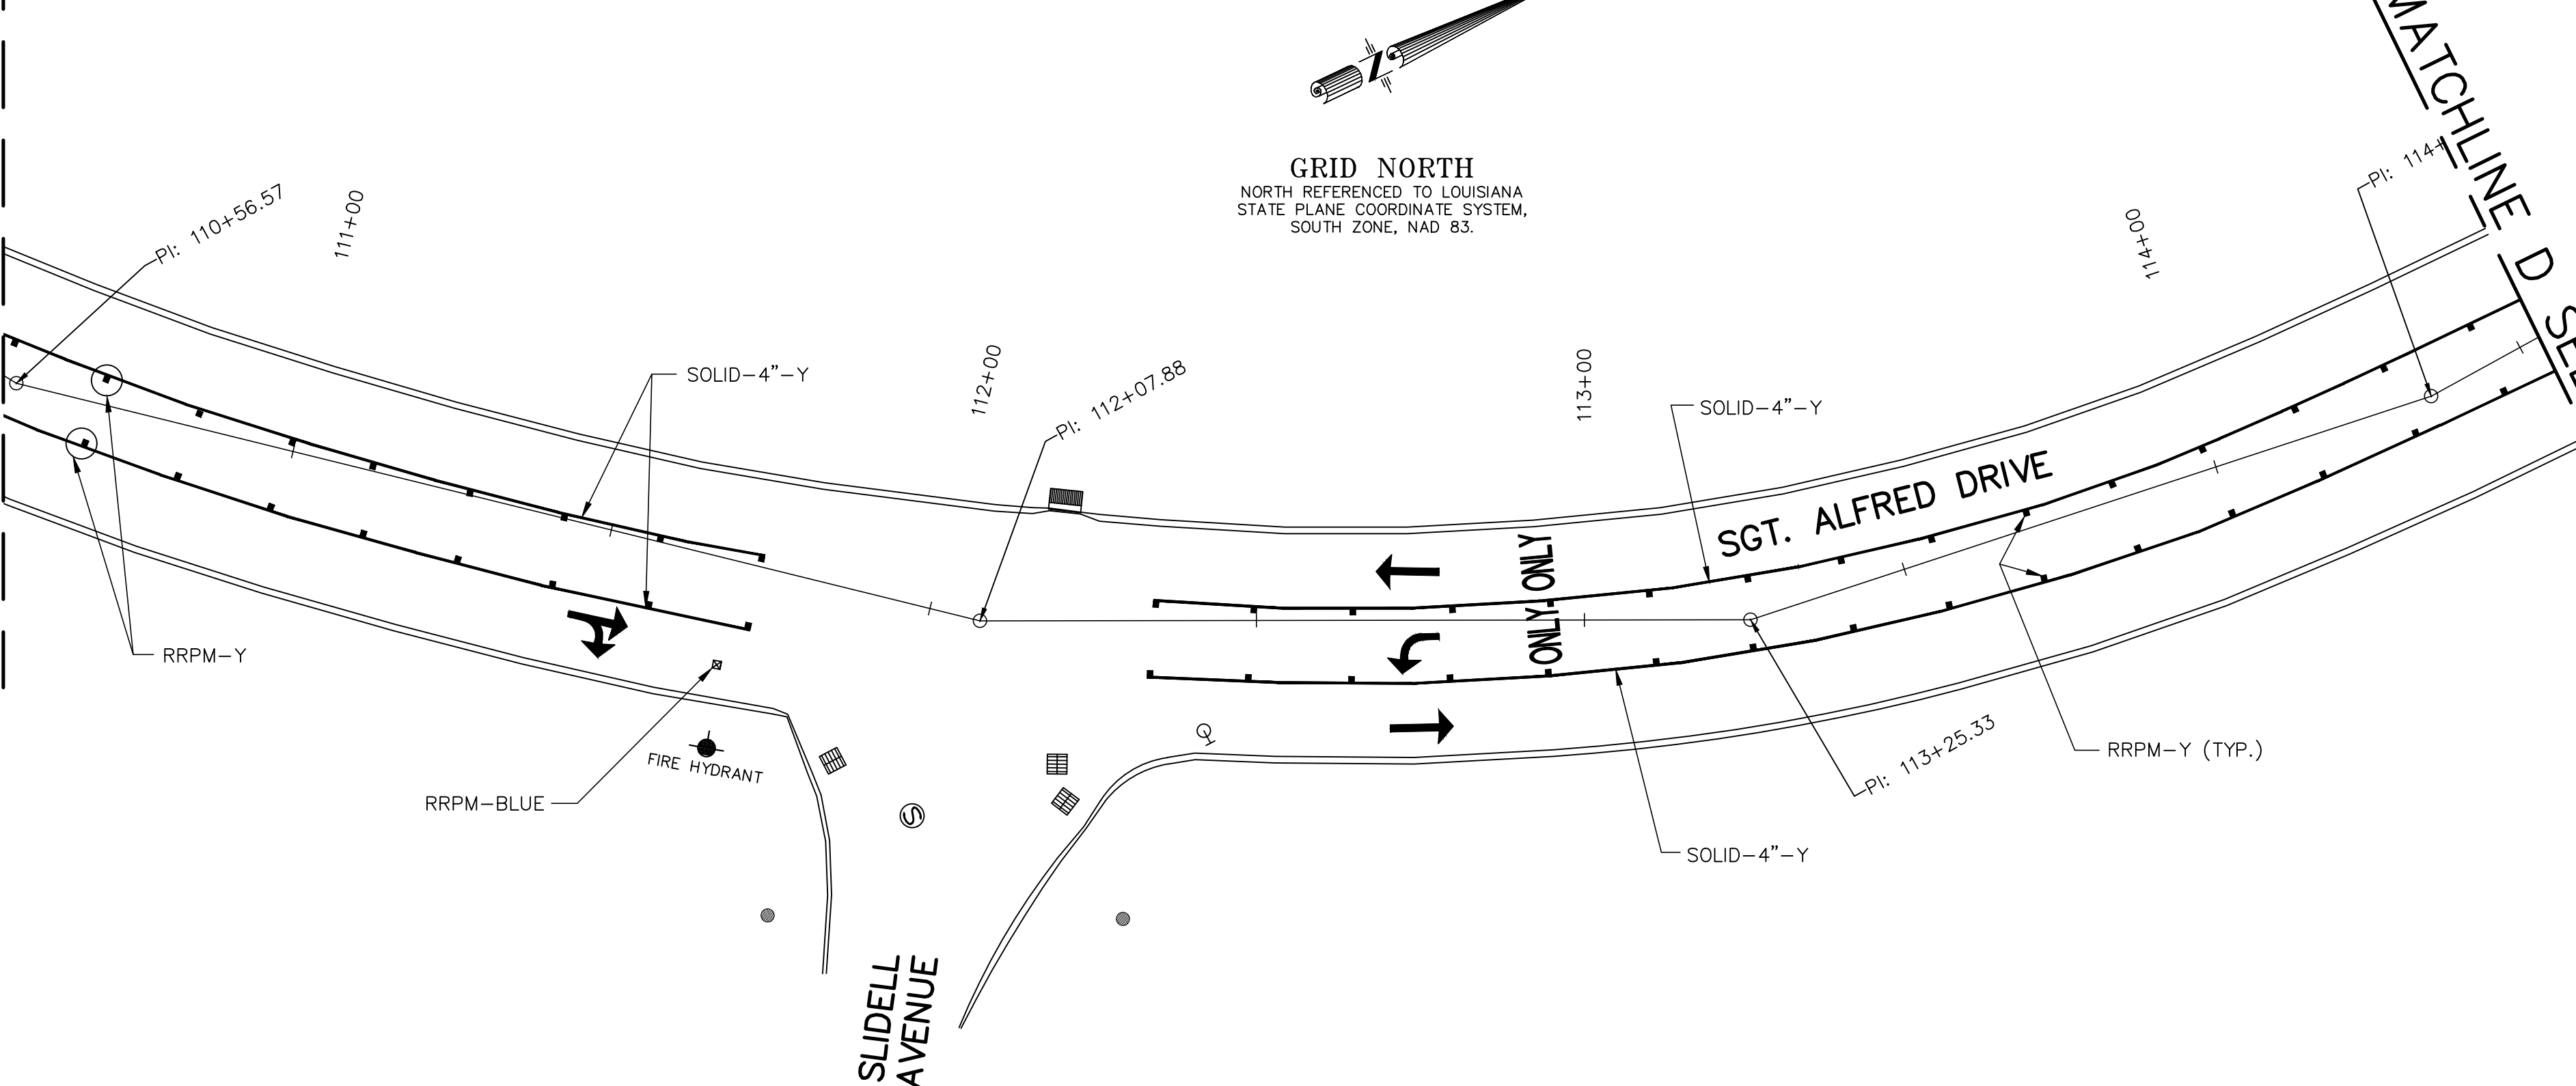 GRID NORTH
NORTH REFERENCED TO LOUISIANA
STATE PLANE COORDINATE SYSTEM,
SOUTH ZONE, NAD 83.
MATCHLINE D
PI: 110+56.57
111+00
SOLID-4"-Y
112+00
PI: 112+07.88
113+00
SOLID-4"-Y
114+00
PI: 114+
SGT. ALFRED DRIVE
ONLY
ONLY
RRPM-Y
RRPM-BLUE
FIRE HYDRANT
S
PI: 113+25.33
RRPM-Y (TYP.)
SOLID-4"-Y
SLIDELL
AVENUE